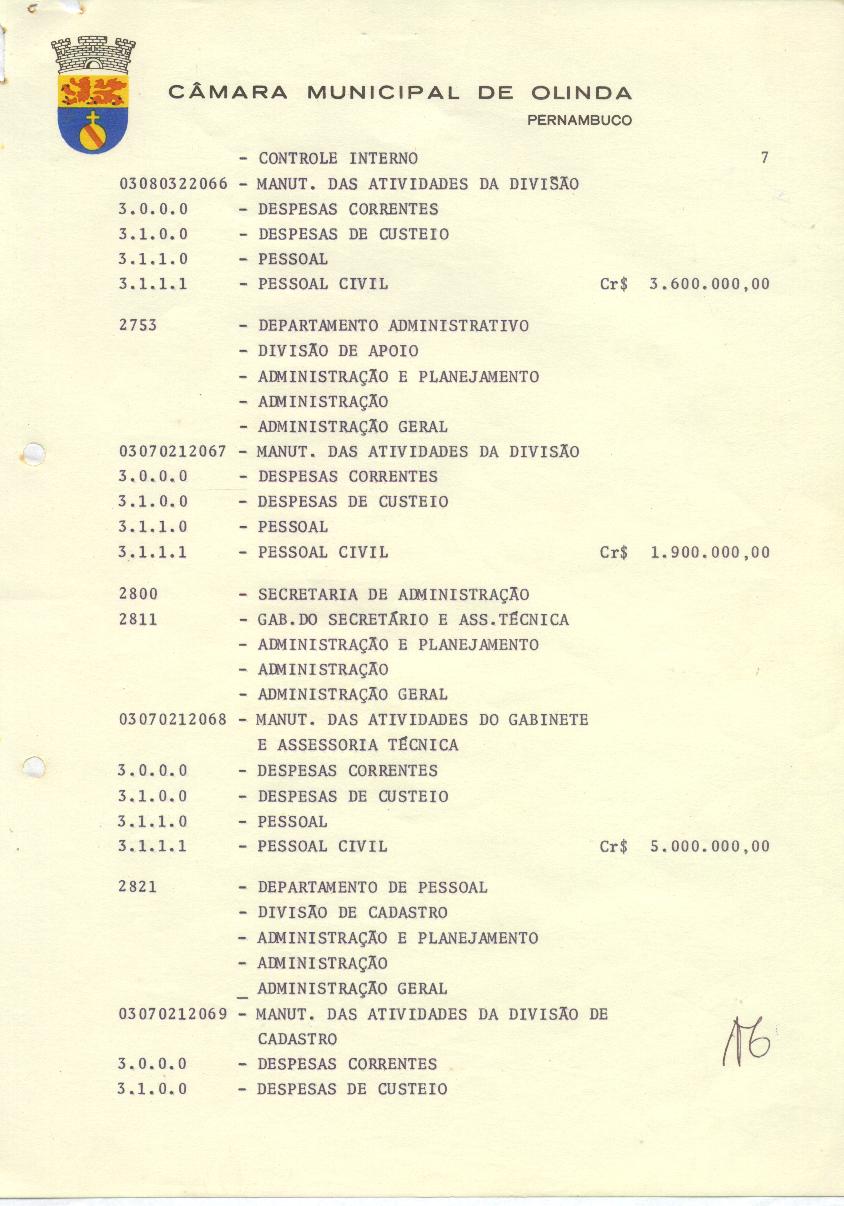 CÂMARA MUNICIPAL DE OLINDA
PERNAMBUCO
- CONTROLE INTERNO 7
03080322066 - MANUT. DAS ATIVIDADES DA DIVISÃO
3.0.0.0 - DESPESAS CORRENTES
3.1.0.0 - DESPESAS DE CUSTEIO
3.1.1.0 - PESSOAL
3.1.1.1 - PESSOAL CIVIL Cr$ 3.600.000,00
2753 - DEPARTAMENTO ADMINISTRATIVO
- DIVISÃO DE APOIO
- ADMINISTRAÇÃO E PLANEJAMENTO
- ADMINISTRAÇÃO
- ADMINISTRAÇÃO GERAL
03070212067 - MANUT. DAS ATIVIDADES DA DIVISÃO
3.0.0.0 - DESPESAS CORRENTES
3.1.0.0 - DESPESAS DE CUSTEIO
3.1.1.0 - PESSOAL
3.1.1.1 - PESSOAL CIVIL Cr$ 1.900.000,00
2800 - SECRETARIA DE ADMINISTRAÇÃO
2811 - GAB.DO SECRETÁRIO E ASS.TÉCNICA
- ADMINISTRAÇÃO E PLANEJAMENTO
- ADMINISTRAÇÃO
- ADMINISTRAÇÃO GERAL
03070212068 - MANUT. DAS ATIVIDADES DO GABINETE
E ASSESSORIA TÉCNICA
3.0.0.0 - DESPESAS CORRENTES
3.1.0.0 - DESPESAS DE CUSTEIO
3.1.1.0 - PESSOAL
3.1.1.1 - PESSOAL CIVIL Cr$ 5.000.000,00
2821 - DEPARTAMENTO DE PESSOAL
- DIVISÃO DE CADASTRO
- ADMINISTRAÇÃO E PLANEJAMENTO
- ADMINISTRAÇÃO
_ ADMINISTRAÇÃO GERAL
03070212069 - MANUT. DAS ATIVIDADES DA DIVISÃO DE
CADASTRO
3.0.0.0 - DESPESAS CORRENTES
3.1.0.0 - DESPESAS DE CUSTEIO